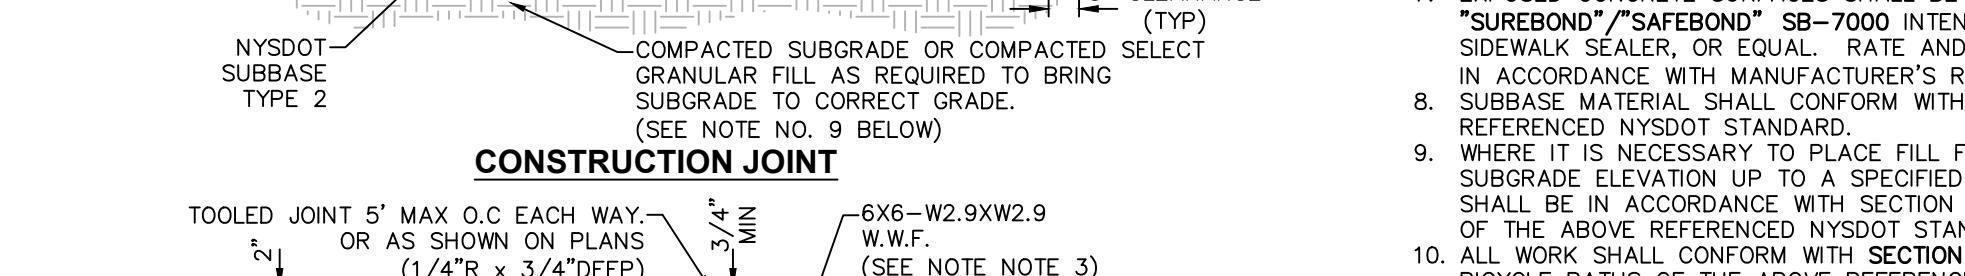 (TYP)
NYSDOT
SUBBASE
TYPE 2
COMPACTED SUBGRADE OR COMPACTED SELECT
GRANULAR FILL AS REQUIRED TO BRING
SUBGRADE TO CORRECT GRADE.
(SEE NOTE NO. 9 BELOW)
CONSTRUCTION JOINT
TOOLED JOINT 5' MAX O.C EACH WAY.
OR AS SHOWN ON PLANS
(1/4"R x 3/4"DEEP)
2"
3/4"
MIN
6X6-W2.9XW2.9
W.W.F.
(SEE NOTE NOTE 3)
"SUREBOND"/"SAFEBOND" SB-7000
SIDEWALK SEALER, OR EQUAL. RATE AND
IN ACCORDANCE WITH MANUFACTURER'S
8. SUBBASE MATERIAL SHALL CONFORM WITH
REFERENCED NYSDOT STANDARD.
9. WHERE IT IS NECESSARY TO PLACE FILL
SUBGRADE ELEVATION UP TO A SPECIFIED
SHALL BE IN ACCORDANCE WITH SECTION
OF THE ABOVE REFERENCED NYSDOT
10. ALL WORK SHALL CONFORM WITH SECTION